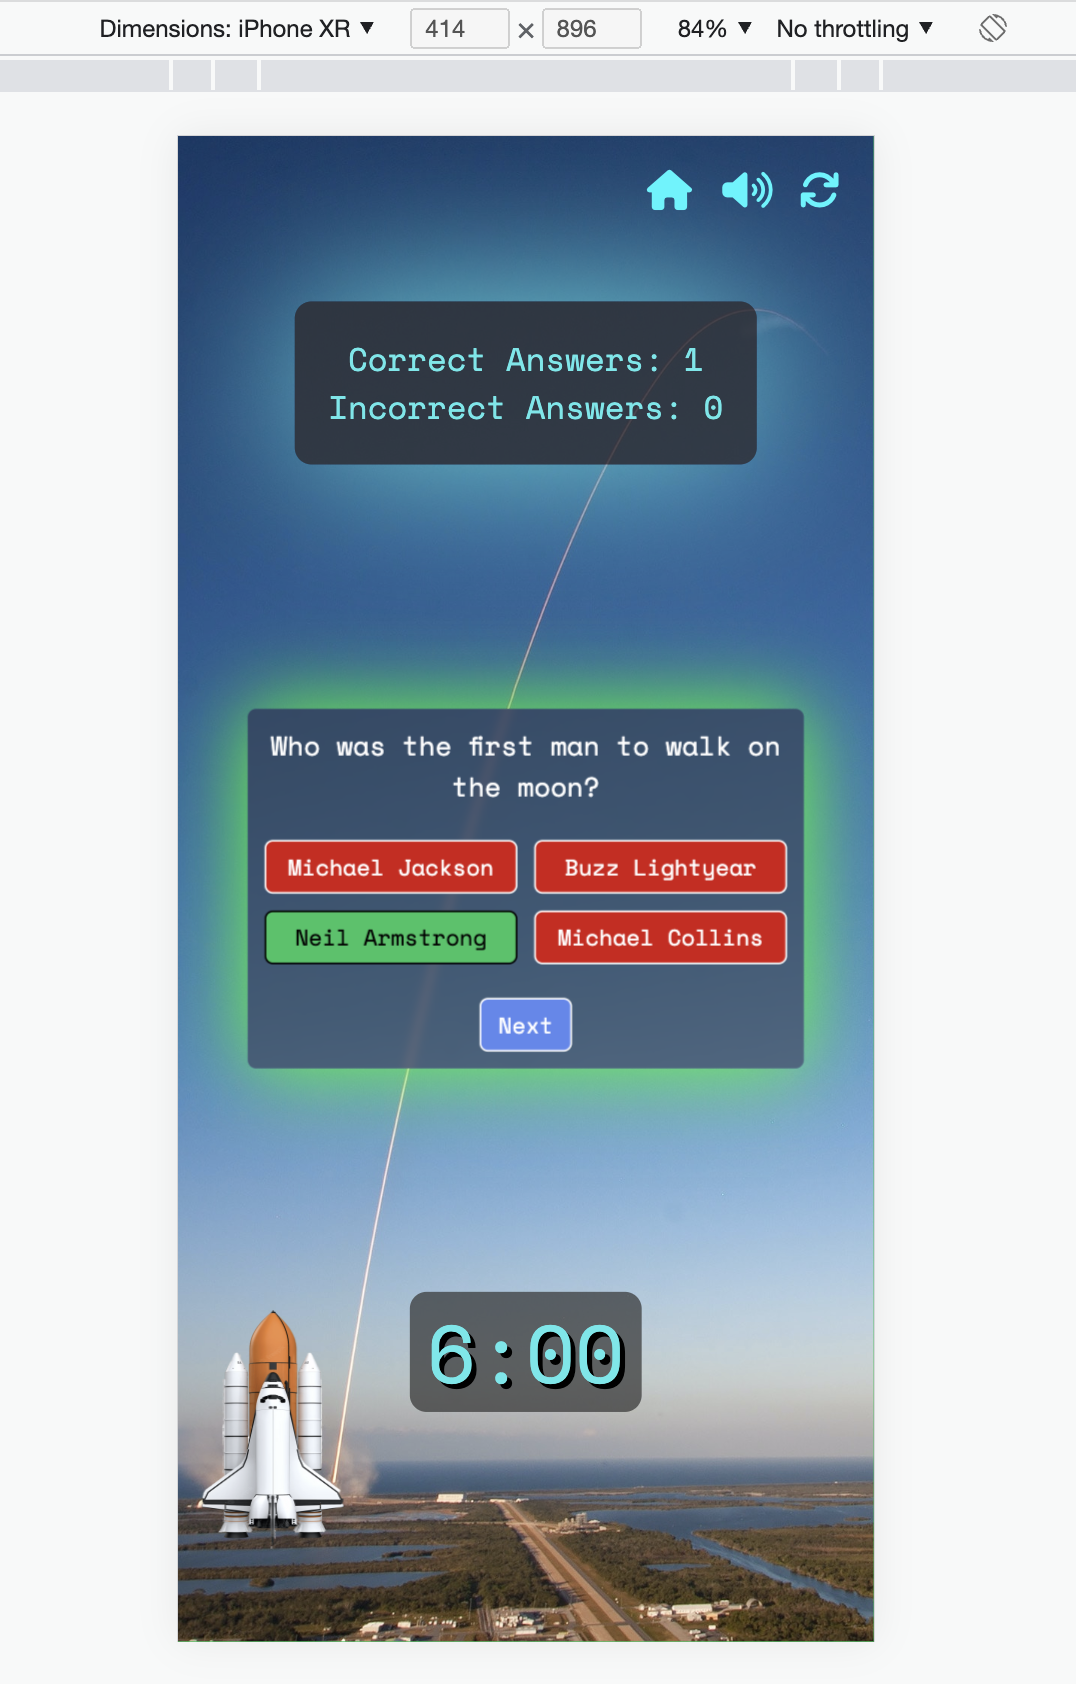 Dimensions: iPhone XR ▼ 414 × 896 84% ▼ No throttling ▼
Correct Answers: 1
Incorrect Answers: 0
Who was the first man to walk on
the moon?
Michael Jackson Buzz Lightyear
Neil Armstrong Michael Collins
Next
6:00